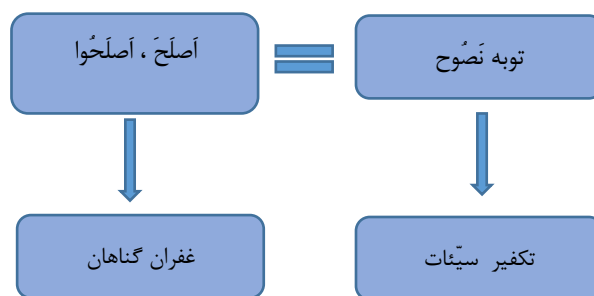 توبه نَصُوح
اَصلَحَ ، اَصلَحُوا
تکفیر سیّئات
غفران گناهان